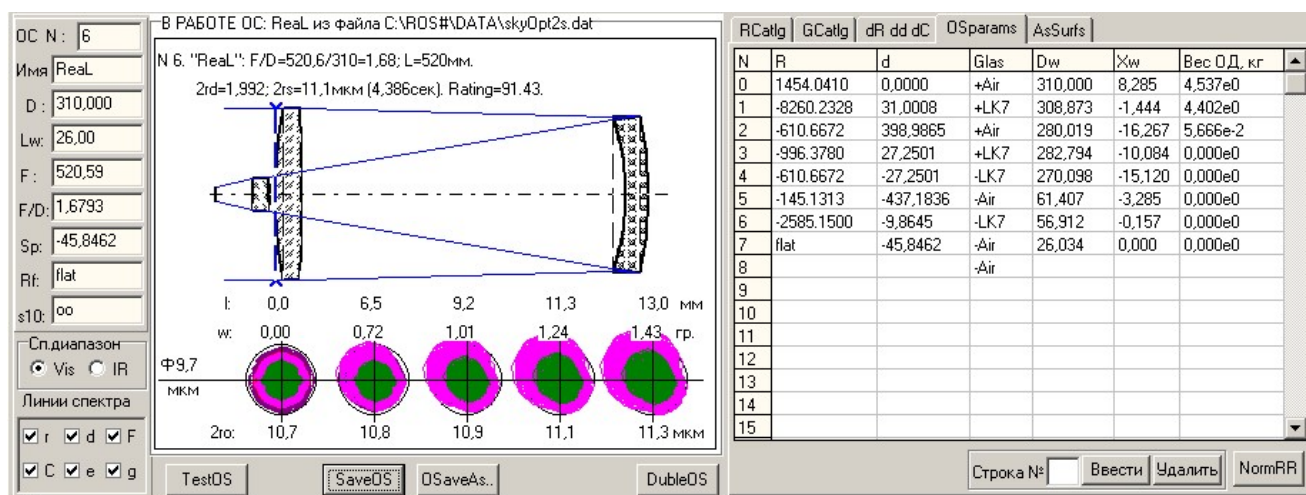 ОС N : 6
Имя ReaL
D : 310,000
Lw: 26,00
F : 520,59
F/D: 1,6793
Sp: -45,8462
Rf: flat
s10: oo
Сп.диапазон
Vis IR
Линии спектра
r d F
C e g
В РАБОТЕ ОС: ReaL из файла C:\ROS#\DATA\skyOpt2s.dat
N 6. "ReaL": F/D=520,6/310=1,68; L=520мм.
2rd=1,992; 2rs=11,1мкм (4,386сек). Rating=91.43.
l: 0,0 6,5 9,2 11,3 13,0 мм
w: 0,00 0,72 1,01 1,24 1,43 гр.
Ф9,7
мкм
2ro: 10,7 10,8 10,9 11,1 11,3 мкм
TestOS SaveOS OSaveAs.. DubleOS
RCatlg GCatlg dR dd dC OSparams AsSurfs
N R d Glas Dw Xw Вес ОД, кг
0 1454.0410 0,0000 +Air 310,000 8,285 4,537e0
1 -8260.2328 31,0008 +LK7 308,873 -1,444 4,402e0
2 -610.6672 398,9865 +Air 280,019 -16,267 5,666e-2
3 -996.3780 27,2501 +LK7 282,794 -10,084 0,000e0
4 -610.6672 -27,2501 -LK7 270,098 -15,120 0,000e0
5 -145.1313 -437,1836 -Air 61,407 -3,285 0,000e0
6 -2585.1500 -9,8645 -LK7 56,912 -0,157 0,000e0
7 flat -45,8462 -Air 26,034 0,000 0,000e0
8 -Air
9
10
11
12
13
14
15
Строка № Ввести Удалить NormRR